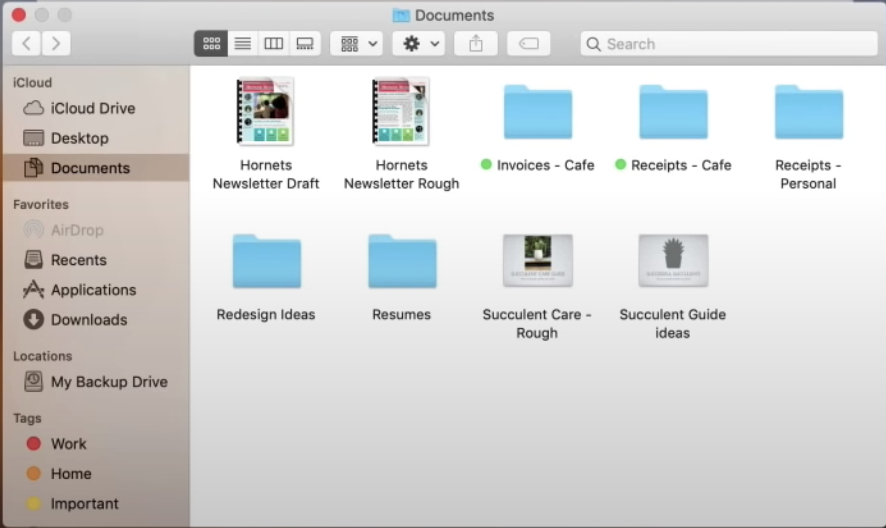 Documents
Search
iCloud
iCloud Drive
Desktop
Documents
Favorites
AirDrop
Recents
Applications
Downloads
Locations
My Backup Drive
Tags
Work
Home
Important
Hornets
Newsletter Draft
Hornets
Newsletter Rough
Invoices - Cafe
Receipts - Cafe
Receipts -
Personal
Redesign Ideas
Resumes
Succulent Care -
Rough
Succulent Guide
ideas